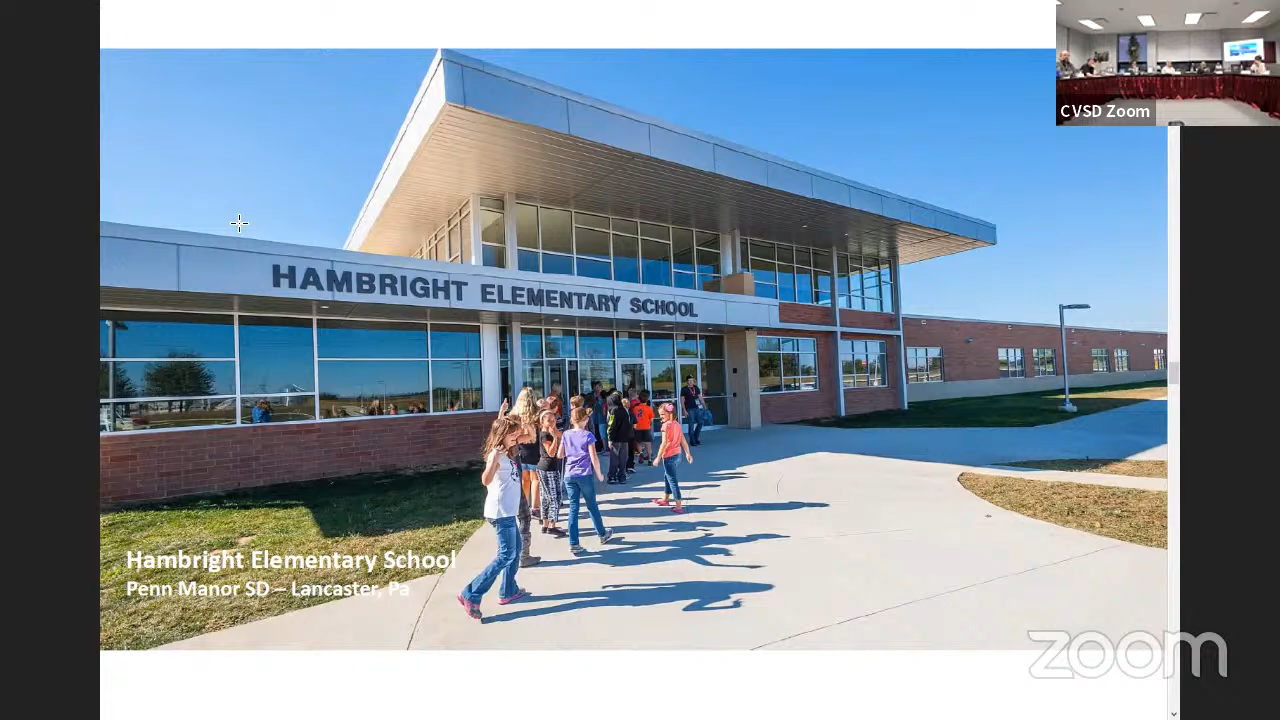 CVSD Zoom
HAMBRIGHT ELEMENTARY SCHOOL
Hambright Elementary School
Penn Manor SD – Lancaster, Pa
zoom